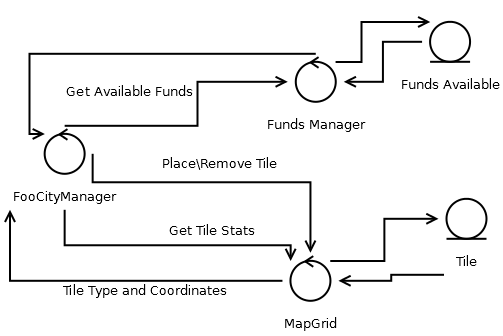 Get Available Funds
Funds Available
Funds Manager
Place\Remove Tile
FooCityManager
Get Tile Stats
Tile
Tile Type and Coordinates
MapGrid